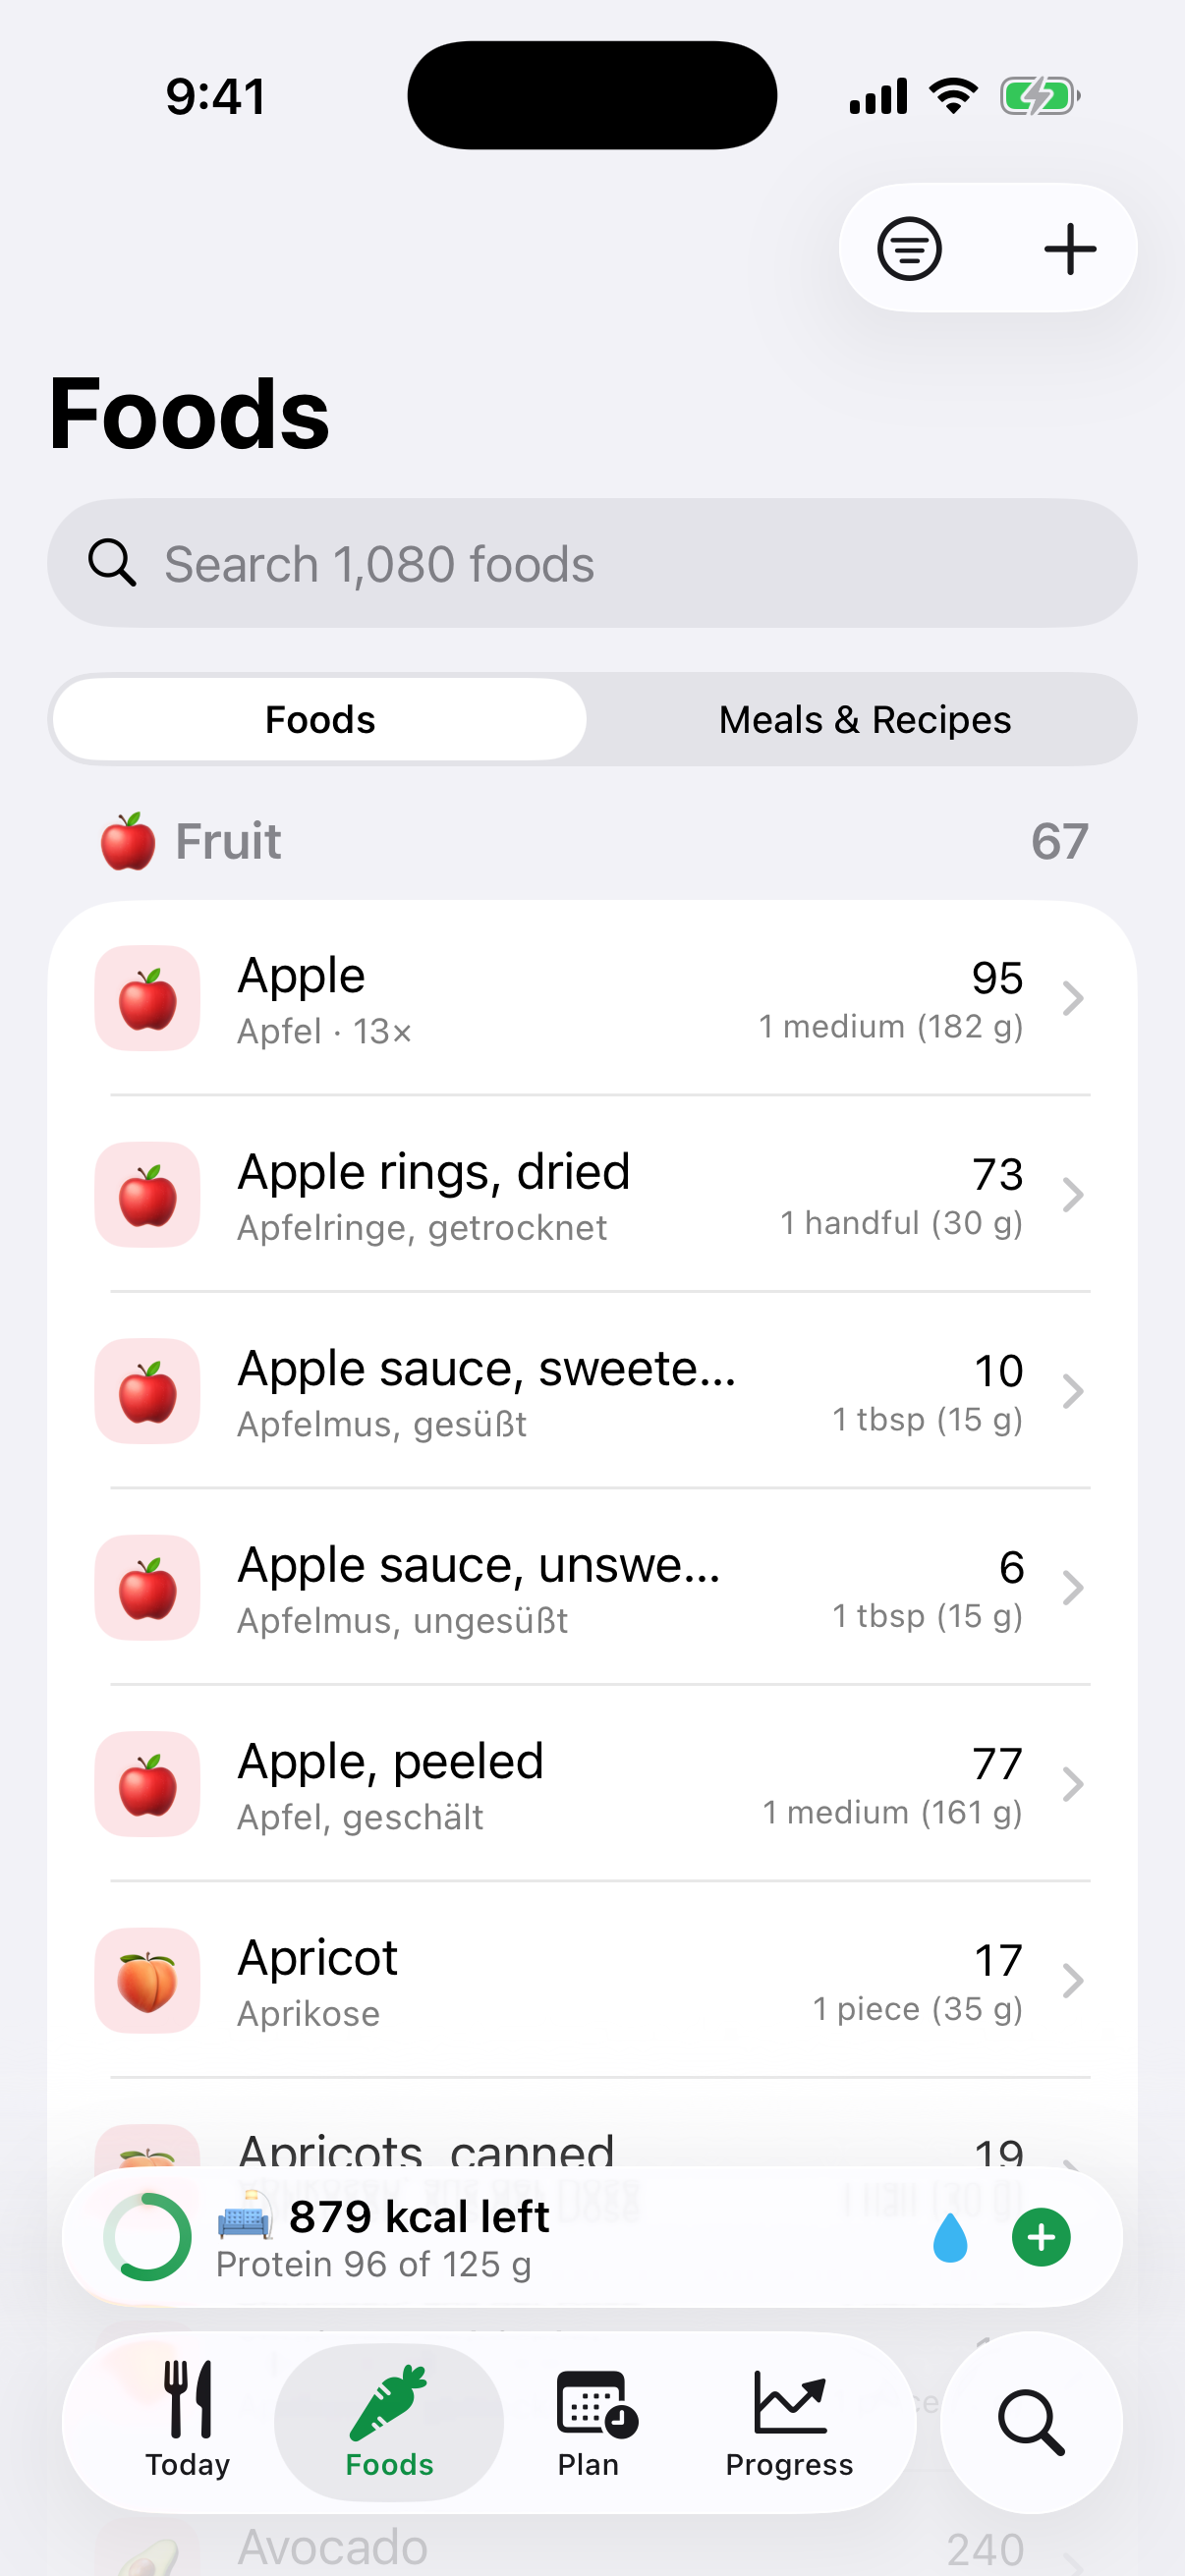 9:41
Foods
Search 1,080 foods
Foods
Meals & Recipes
Fruit
67
Apple
95
Apfel · 13×
1 medium (182 g)
Apple rings, dried
73
Apfelringe, getrocknet
1 handful (30 g)
Apple sauce, sweete...
10
Apfelmus, gesüßt
1 tbsp (15 g)
Apple sauce, unswe...
6
Apfelmus, ungesüßt
1 tbsp (15 g)
Apple, peeled
77
Apfel, geschält
1 medium (161 g)
Apricot
17
Aprikose
1 piece (35 g)
Apricots, canned
19
879 kcal left
Protein 96 of 125 g
Today
Foods
Plan
Progress
Avocado
240